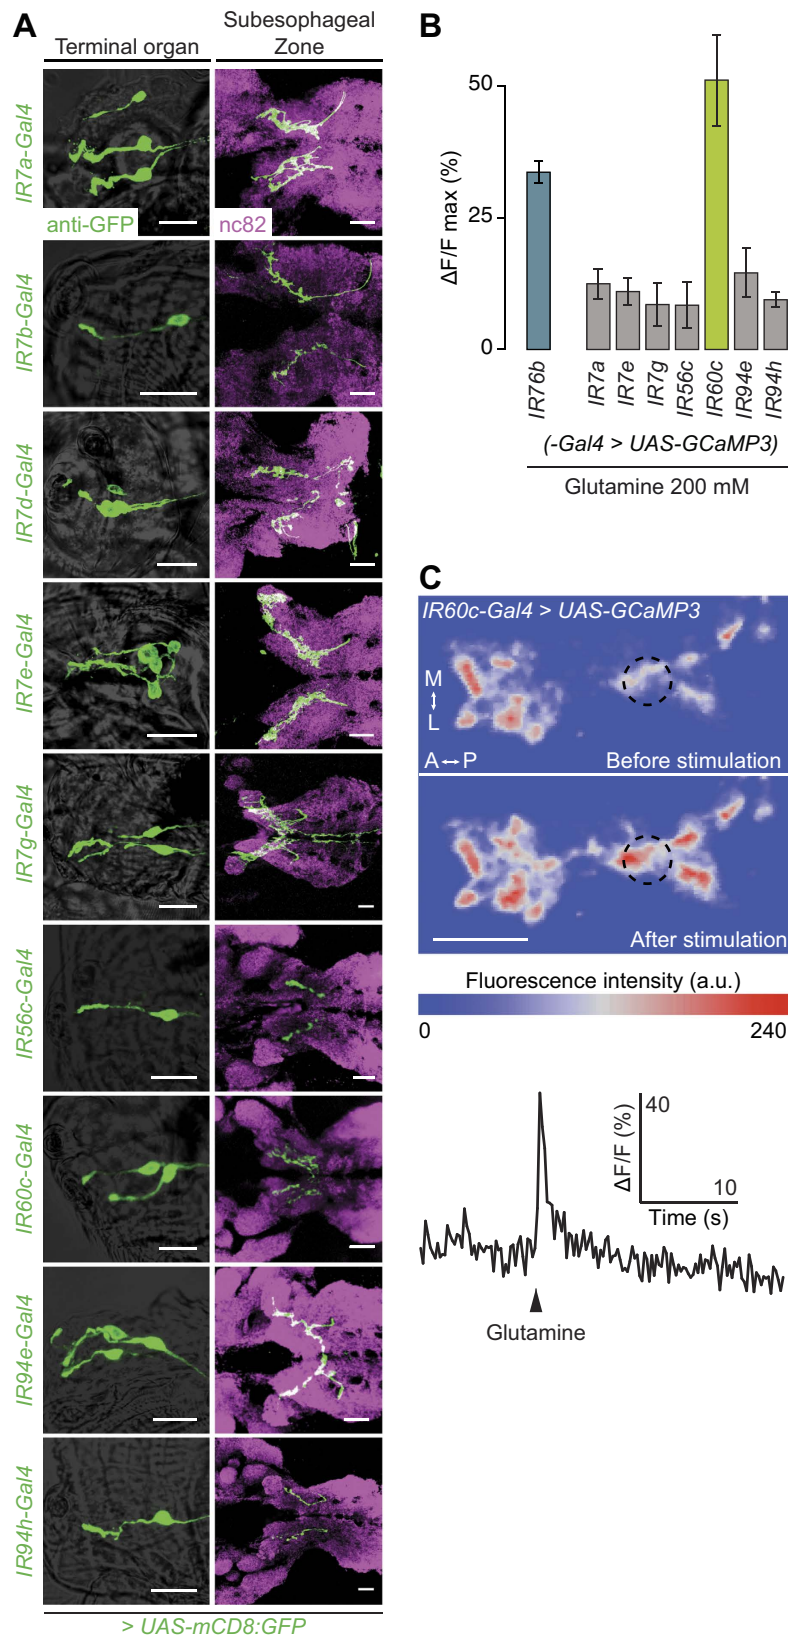 A
Terminal organ
Subesophageal
Zone
IR7a-Gal4
anti-GFP
nc82
IR7b-Gal4
IR7d-Gal4
IR7e-Gal4
IR7g-Gal4
IR56c-Gal4
IR60c-Gal4
IR94e-Gal4
IR94h-Gal4
> UAS-mCD8:GFP
B
ΔF/F max (%)
50
25
0
IR76b
IR7a
IR7e
IR7g
IR56c
IR60c
IR94e
IR94h
(-Gal4 > UAS-GCaMP3)
Glutamine 200 mM
C
IR60c-Gal4 > UAS-GCaMP3
M
L
A P
Before stimulation
After stimulation
Fluorescence intensity (a.u.)
0 240
ΔF/F (%)
40
10
Time (s)
Glutamine